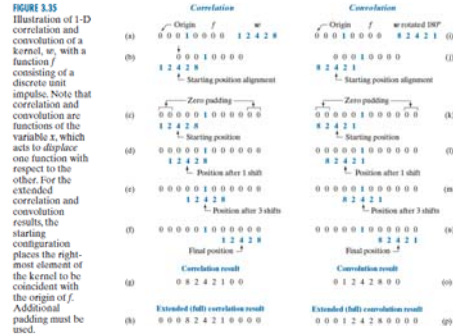 FIGURE 3.35
Illustration of 1-D
correlation and
convolution of a
kernel, w, with a
function f
consisting of a
discrete unit
impulse. Note that
correlation and
convolution are
functions of the
variable x, which
acts to displace
one function with
respect to the
other. For the
extended
correlation and
convolution
results, the
starting
configuration
places the right-
most element of
the kernel to be
coincident with
the origin of f.
Additional
padding must be
used.
Correlation
Origin f w
(a) 0 0 0 1 0 0 0 0 1 2 4 2 8
(b) 0 0 0 1 0 0 0 0
1 2 4 2 8
Starting position alignment
Zero padding
(c) 0 0 0 0 0 1 0 0 0 0 0 0
1 2 4 2 8
Starting position
(d) 0 0 0 0 0 1 0 0 0 0 0 0
1 2 4 2 8
Position after 1 shift
(e) 0 0 0 0 0 1 0 0 0 0 0 0
1 2 4 2 8
Position after 3 shifts
(f) 0 0 0 0 0 1 0 0 0 0 0 0
1 2 4 2 8
Final position
Correlation result
(g) 0 8 2 4 2 1 0 0
Extended (full) correlation result
(h) 0 0 0 8 2 4 2 1 0 0 0 0
Convolution
Origin f w rotated 180°
0 0 0 1 0 0 0 0 8 2 4 2 1 (i)
0 0 0 1 0 0 0 0 (j
8 2 4 2 1
Starting position alignment
Zero padding
0 0 0 0 0 1 0 0 0 0 0 0 (k
8 2 4 2 1
Starting position
0 0 0 0 0 1 0 0 0 0 0 0 (l)
8 2 4 2 1
Position after 1 shift
0 0 0 0 0 1 0 0 0 0 0 0 (m
8 2 4 2 1
Position after 3 shifts
0 0 0 0 0 1 0 0 0 0 0 0 (n
8 2 4 2 1
Final position
Convolution result
0 1 2 4 2 8 0 0 (o)
Extended (full) convolution result
0 0 0 1 2 4 2 8 0 0 0 0 (p)